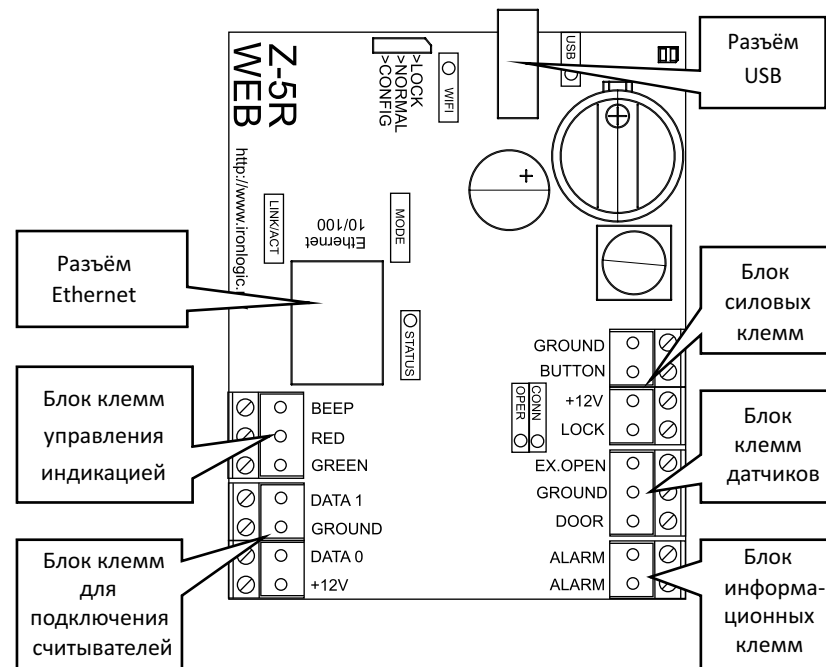 Z-5R
WEB
http://www.ironlogic.
>LOCK
>NORMAL
>CONFIG
WIFI
USB
Разъём
USB
+
LINK/ACT
Ethernet
10/100
MODE
STATUS
Разъём
Ethernet
Блок
силовых
клемм
GROUND
BUTTON
+12V
LOCK
CONN
OPER
Блок клемм
управления
индикацией
BEEP
RED
GREEN
Блок
клемм
датчиков
EX.OPEN
GROUND
DOOR
DATA 1
GROUND
DATA 0
+12V
Блок клемм
для
подключения
считывателей
ALARM
ALARM
Блок
информа-
ционных
клемм